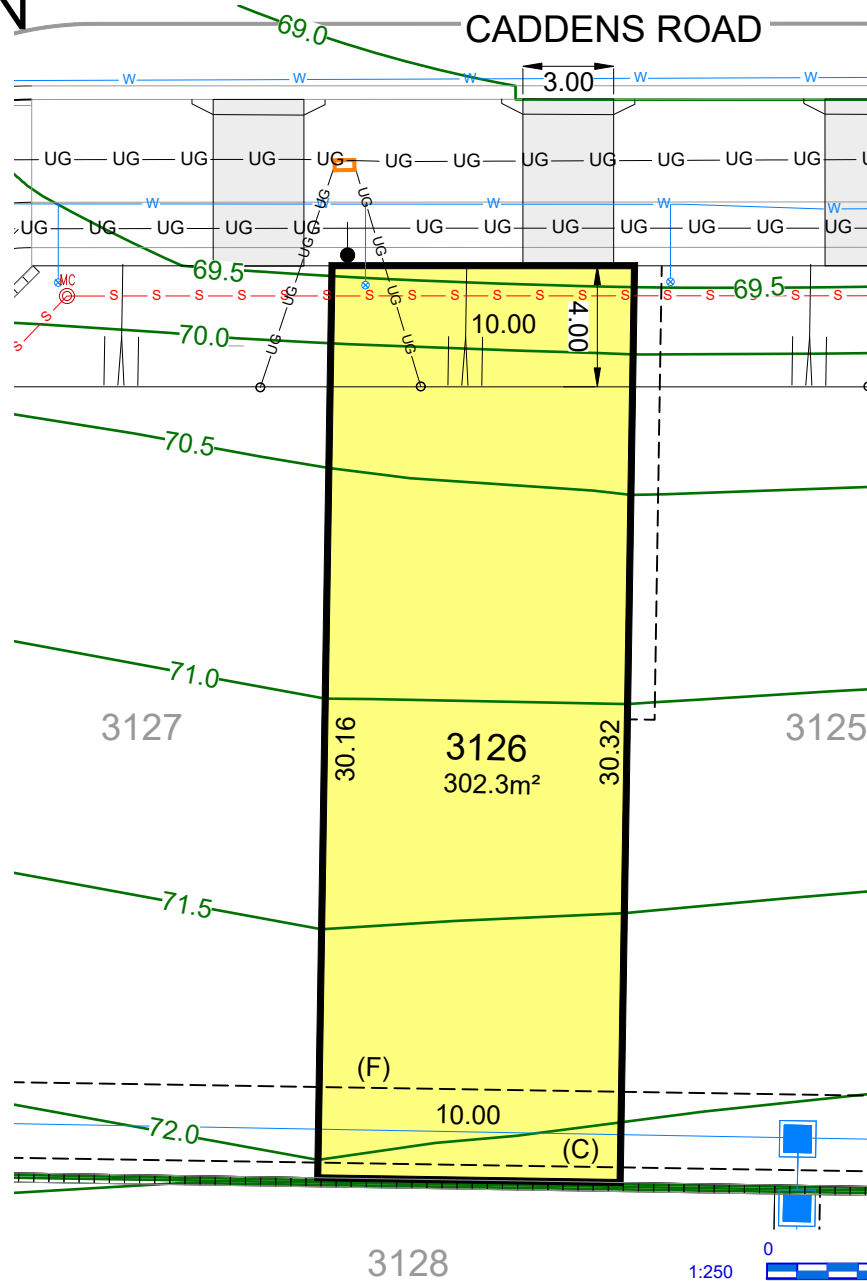 N
CADDENS ROAD
69.0
W W W W W
3.00
UG UG UG UG UG UG UG UG UG UG UG UG
UG UG
W W W W W
UG UG UG UG UG UG UG UG UG UG UG
UG UG
69.5
MC
S S S S S S S S S S S S S S S S S
69.5
UG UG
S
10.00
4.00
70.0
UG UG
S
70.5
71.0
3127
30.16
3126
302.3m²
30.32
3125
71.5
(F)
10.00
72.0
(C)
3128
0
1:250